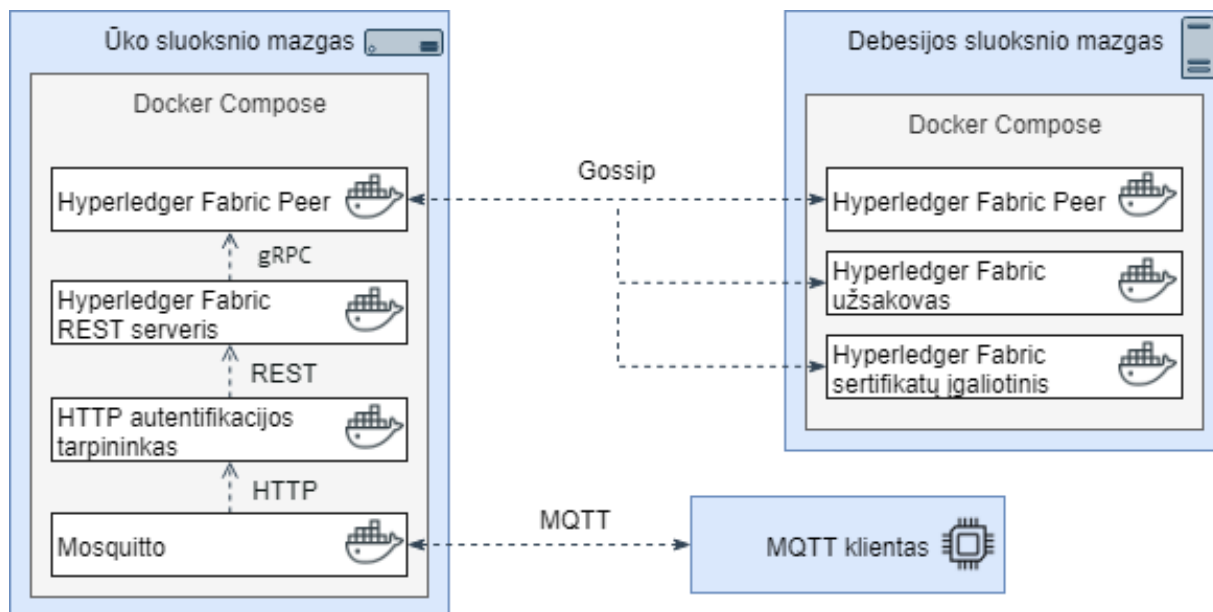 Ūko sluoksnio mazgas
Docker Compose
Hyperledger Fabric Peer
gRPC
Hyperledger Fabric
REST serveris
REST
HTTP autentifikacijos
tarpininkas
HTTP
Mosquitto
Gossip
MQTT
Debesijos sluoksnio mazgas
Docker Compose
Hyperledger Fabric Peer
Hyperledger Fabric
užsakovas
Hyperledger Fabric
sertifikatų įgaliotinis
MQTT klientas